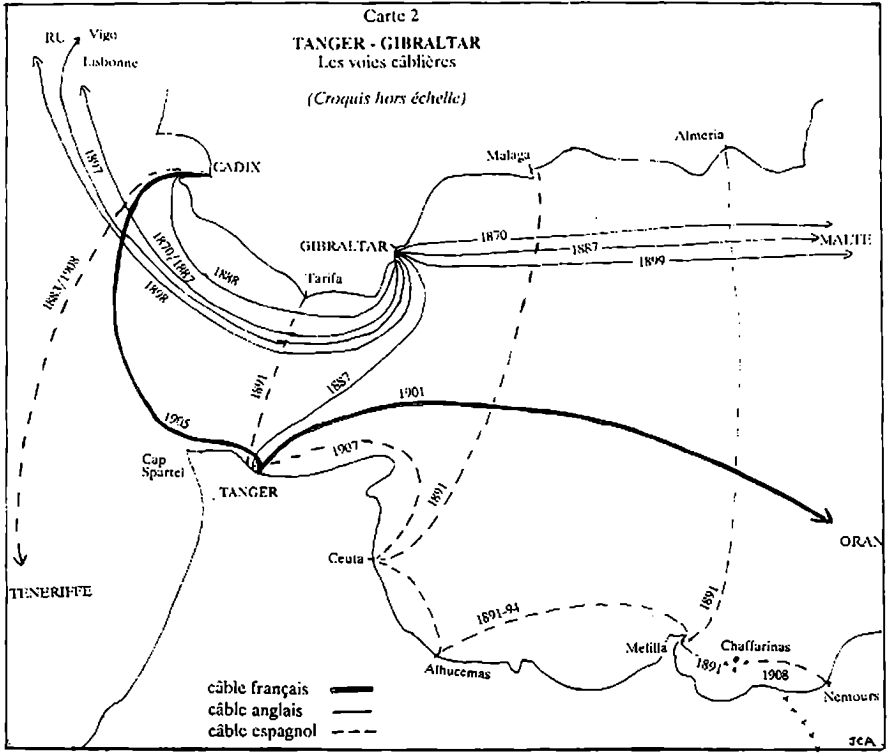 Carte 2
TANGER - GIBRALTAR
Les voies câblières
(Croquis hors échelle)
RU
Vigo
Lisbonne
Almeria
Malaga
CADIX
1897
GIBRALTAR
1870
1887
MALTE
1899
1870/1887
1888
1898
Tarifa
1883/1908
1891
1887
1901
1905
1907
Cap
Spartel
TANGER
1891
ORAN
Ceuta
TENERIFFE
1891-94
1891
Melilla
Chaffarinas
1891
1908
Alhucemas
Nemours
câble français
câble anglais
câble espagnol
JCA